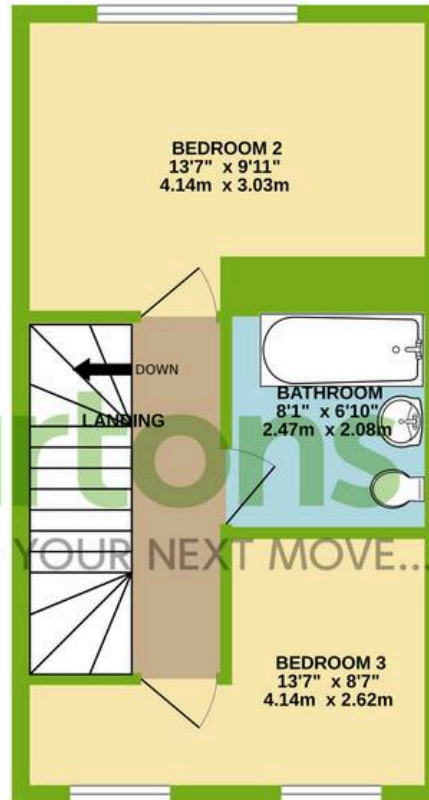 BEDROOM 2
13'7" x 9'11"
4.14m x 3.03m
DOWN
LANDING
BATHROOM
8'1" x 6'10"
2.47m x 2.08m
YOUR NEXT MOVE...
BEDROOM 3
13'7" x 8'7"
4.14m x 2.62m